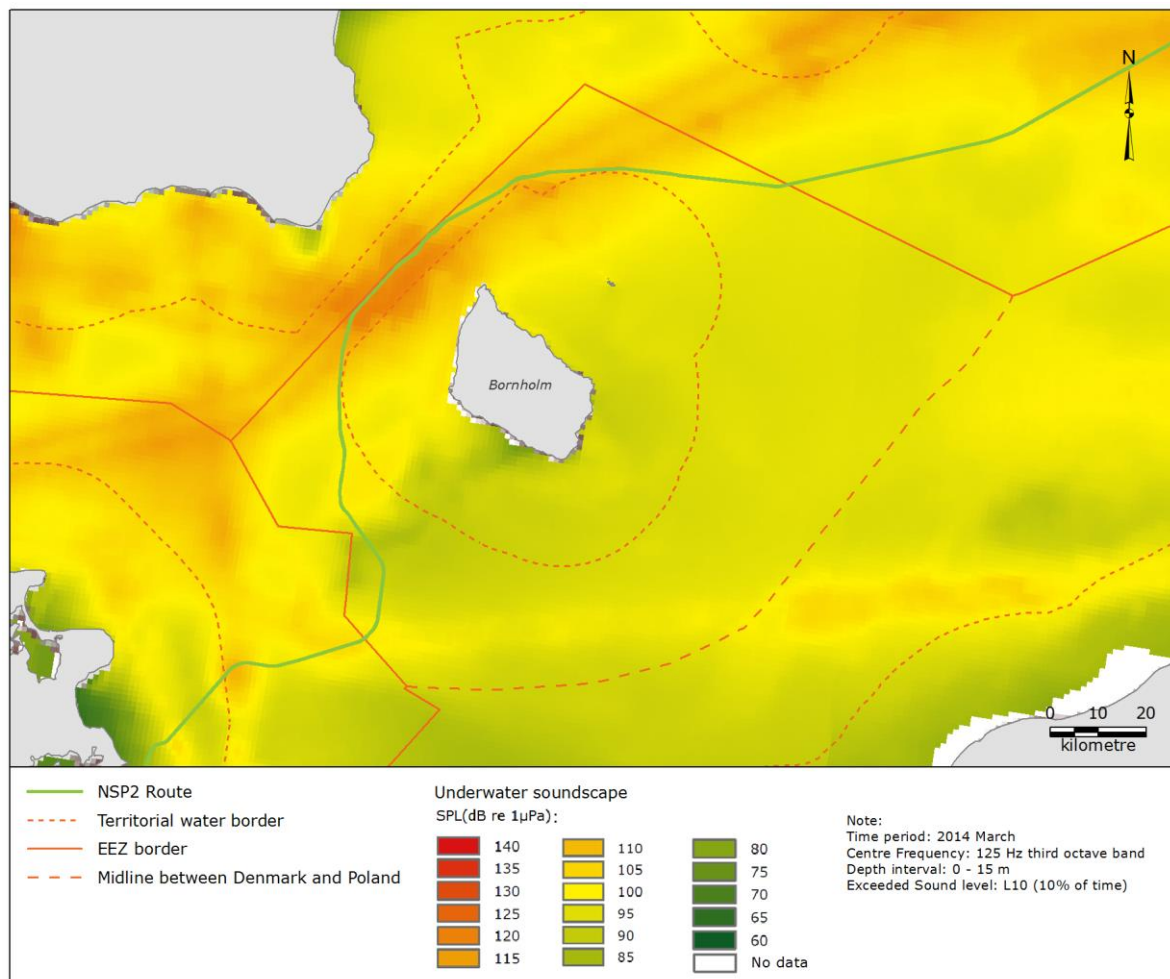 N
Bornholm
0 10 20
kilometre
NSP2 Route
Territorial water border
EEZ border
Midline between Denmark and Poland
Underwater soundscape
SPL(dB re 1µPa):
140
135
130
125
120
115
110
105
100
95
90
85
80
75
70
65
60
No data
Note:
Time period: 2014 March
Centre Frequency: 125 Hz third octave band
Depth interval: 0 - 15 m
Exceeded Sound level: L10 (10% of time)